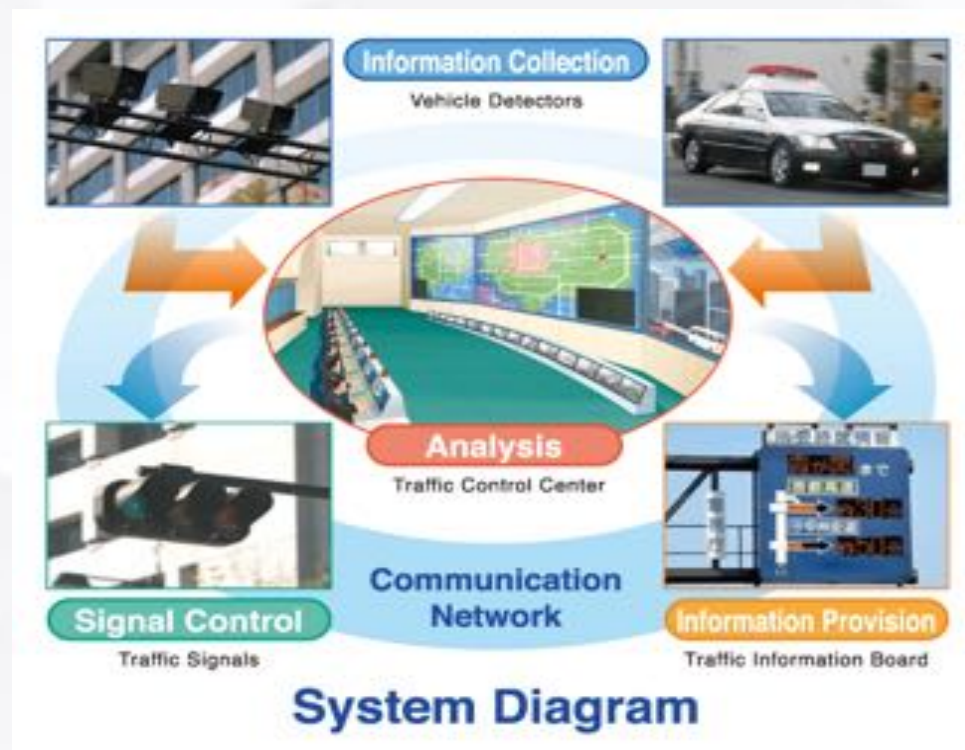 Information Collection
Vehicle Detectors
Analysis
Traffic Control Center
Communication
Network
Signal Control
Traffic Signals
Information Provision
Traffic Information Board
System Diagram